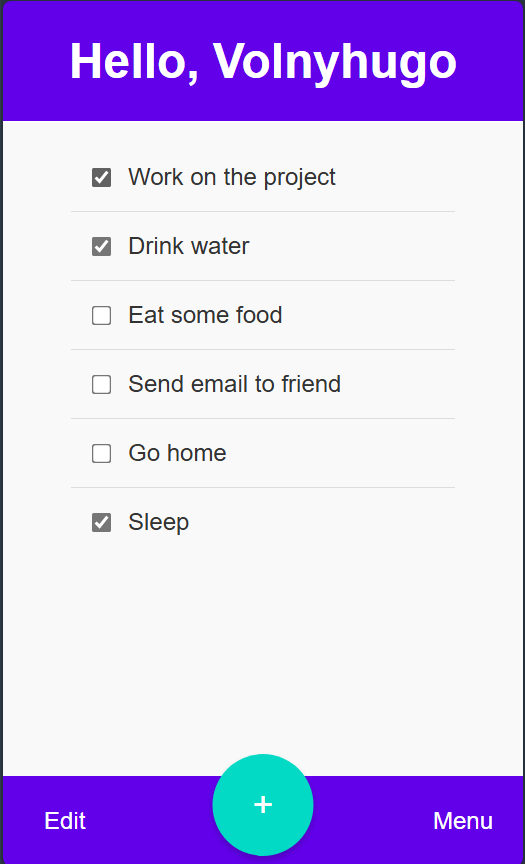 Hello, Volnyhugo
Work on the project
Drink water
Eat some food
Send email to friend
Go home
Sleep
+
Edit
Menu